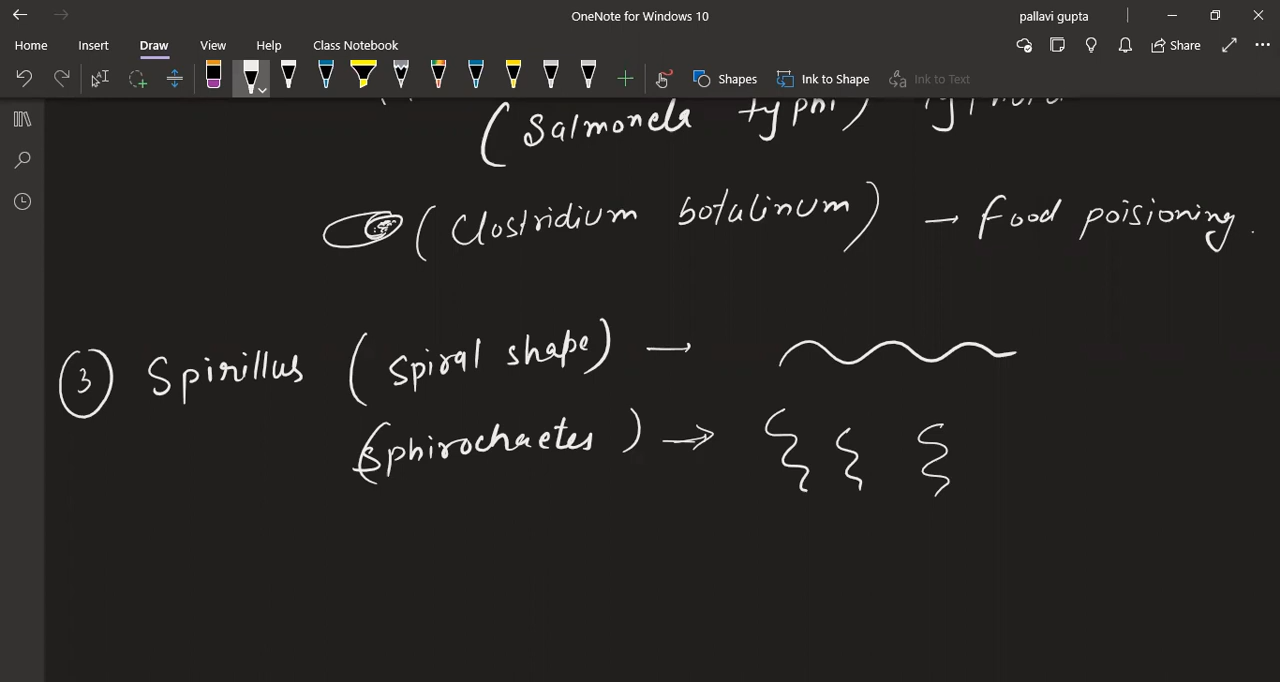 OneNote for Windows 10
pallavi gupta
Home Insert Draw View Help Class Notebook
Share
Shapes Ink to Shape Ink to Text
(Salmonela typhi)
(Clostridium botulinum) → food poisioning.
③ Spirillus (spiral shape) →
(sphirochaetes) →